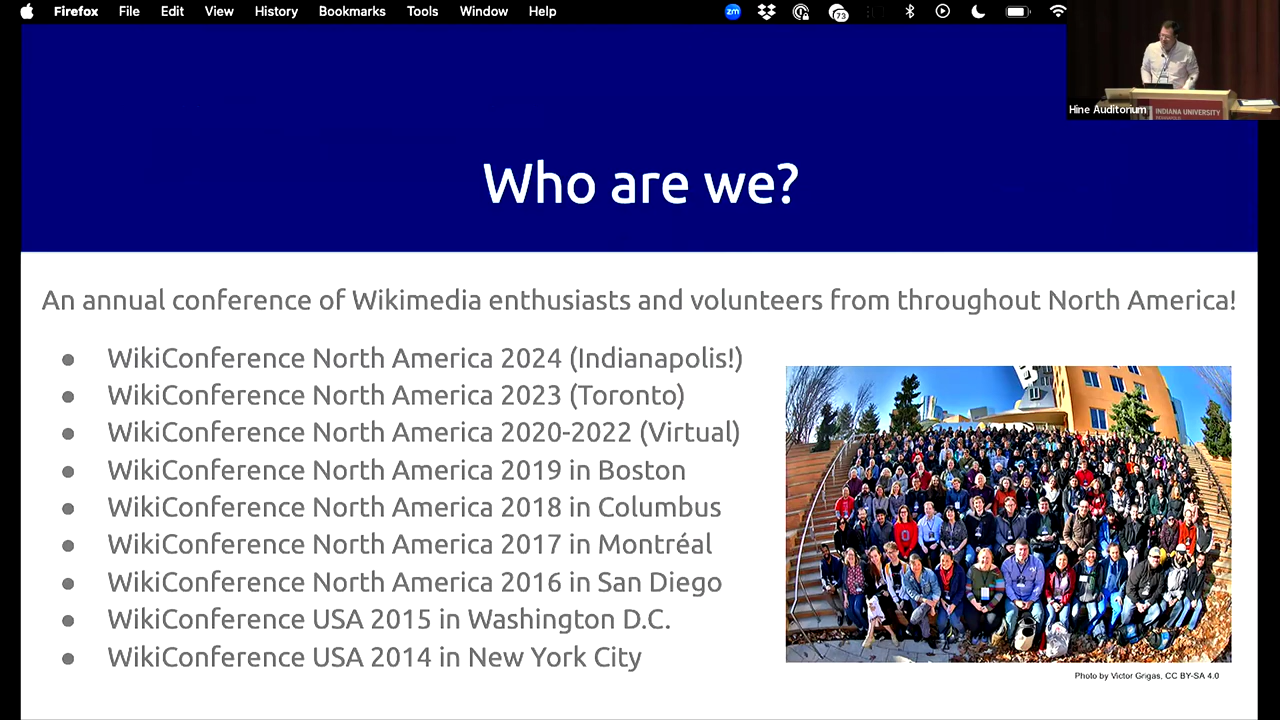 Firefox File Edit View History Bookmarks Tools Window Help
zm
73
Hine Auditorium
INDIANA UNIVERSITY
Who are we?
An annual conference of Wikimedia enthusiasts and volunteers from throughout North America!
● WikiConference North America 2024 (Indianapolis!)
● WikiConference North America 2023 (Toronto)
● WikiConference North America 2020-2022 (Virtual)
● WikiConference North America 2019 in Boston
● WikiConference North America 2018 in Columbus
● WikiConference North America 2017 in Montréal
● WikiConference North America 2016 in San Diego
● WikiConference USA 2015 in Washington D.C.
● WikiConference USA 2014 in New York City
Photo by Victor Grigas, CC BY-SA 4.0